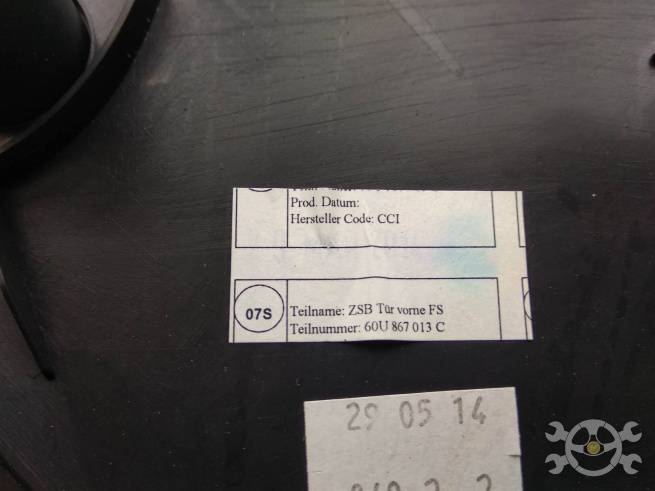 Prod. Datum:
Hersteller Code: CCI
07S
Teilname: ZSB Tür vorne FS
Teilnummer: 60U 867 013 C
29 05 14